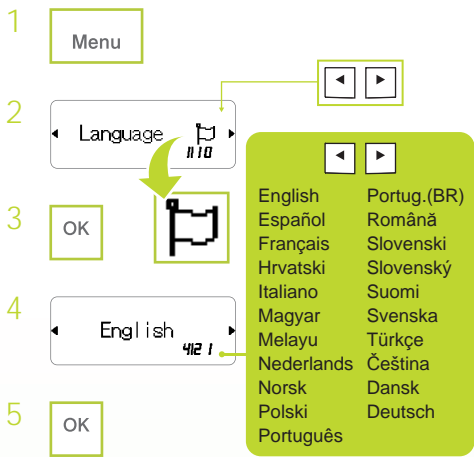 1
Menu
2
Language
1110
3
OK
4
English
4121
5
OK
English
Español
Français
Hrvatski
Italiano
Magyar
Melayu
Nederlands
Norsk
Polski
Português
Portug.(BR)
Română
Slovenski
Slovenský
Suomi
Svenska
Türkçe
Čeština
Dansk
Deutsch